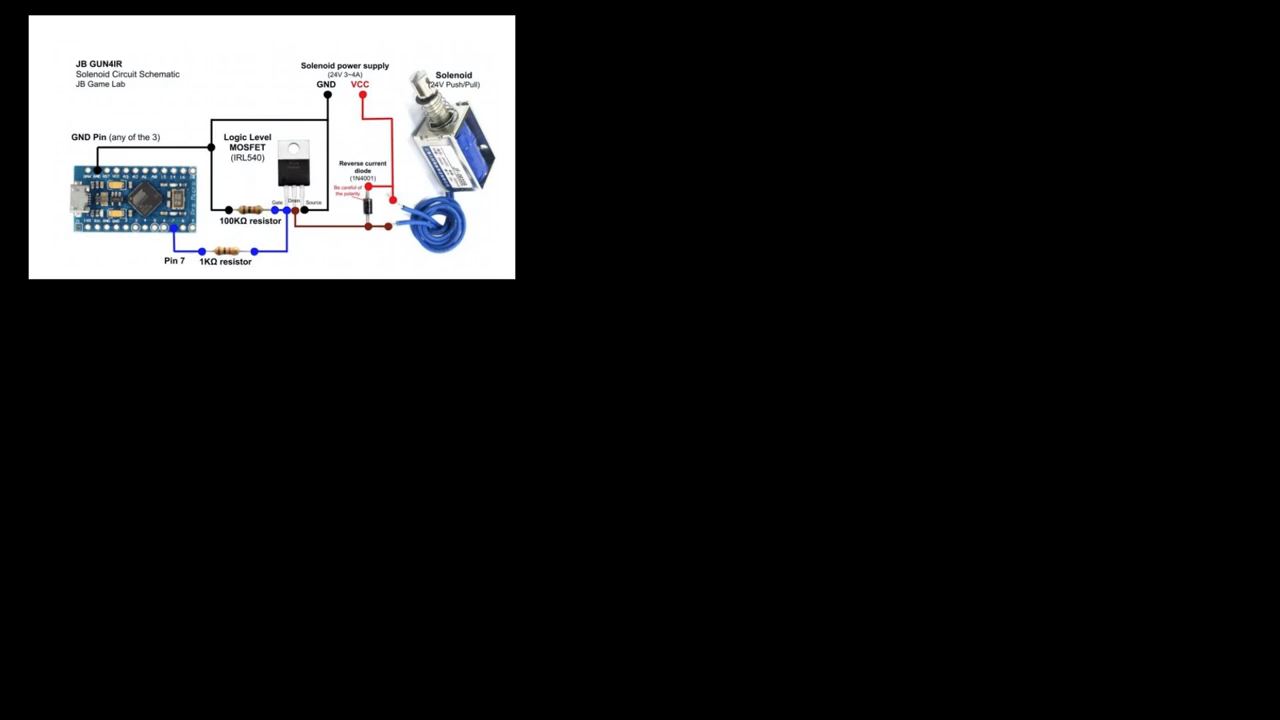 JB GUN4IR
Solenoid Circuit Schematic
JB Game Lab
Solenoid power supply
(24V 3~4A)
GND VCC
Solenoid
(24V Push/Pull)
GND Pin (any of the 3)
Logic Level
MOSFET
(IRL540)
Reverse current
diode
(1N4001)
Be careful of
the polarity
Gate Drain Source
100KΩ resistor
Pin 7
1KΩ resistor